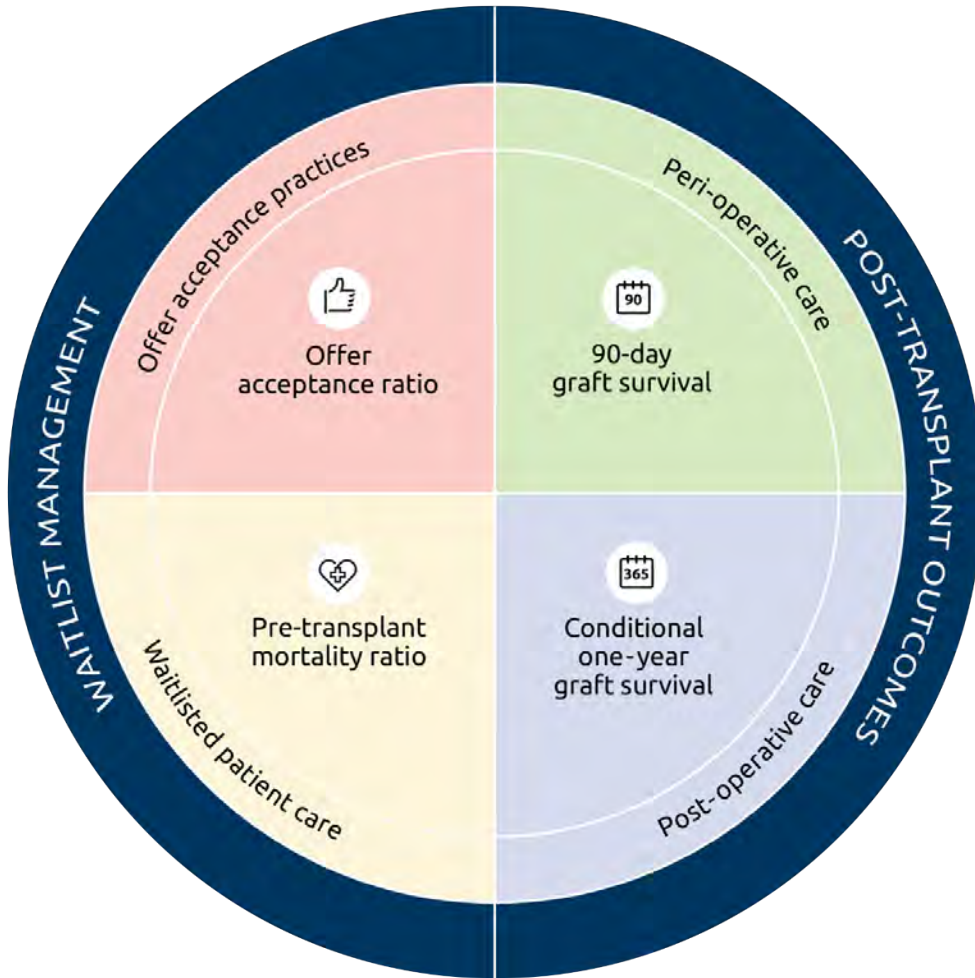 WAITLIST MANAGEMENT
Offer acceptance practices
Offer
acceptance ratio
Peri-operative care
90
90-day
graft survival
POST-TRANSPLANT OUTCOMES
Pre-transplant
mortality ratio
Waitlisted patient care
365
Conditional
one-year
graft survival
Post-operative care